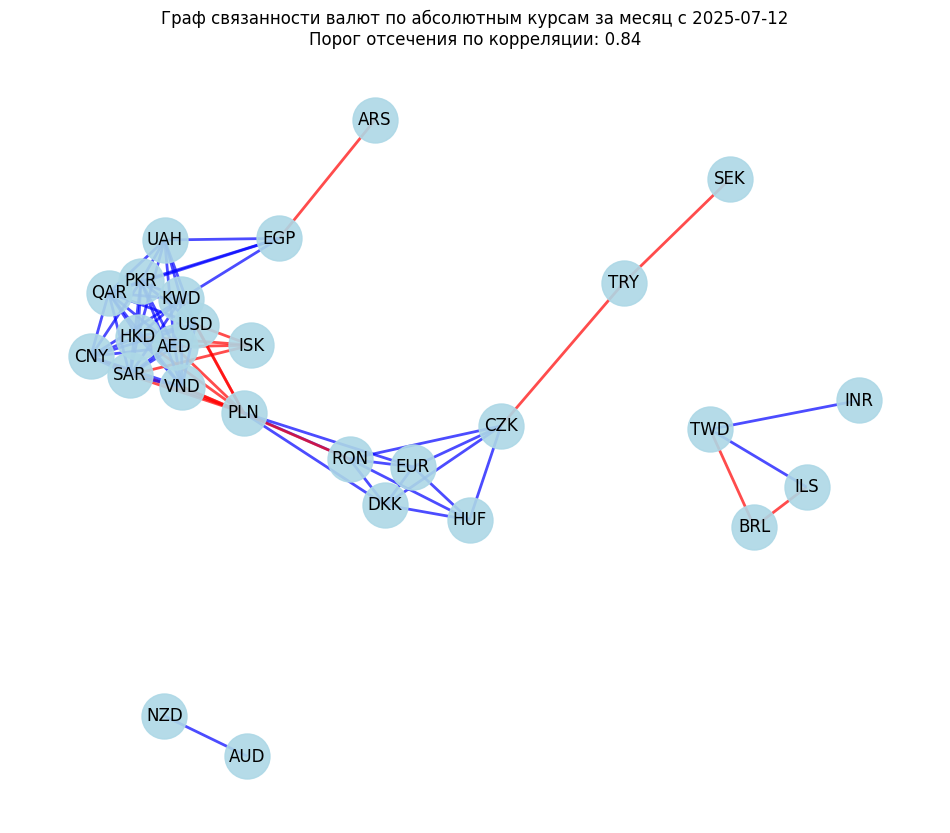 Граф связанности валют по абсолютным курсам за месяц с 2025-07-12
Порог отсечения по корреляции: 0.84
ARS
SEK
UAH
EGP
PKR
TRY
QAR
KWD
USD
HKD
AED
ISK
CNY
SAR
VND
INR
PLN
CZK
TWD
RON
EUR
ILS
DKK
HUF
BRL
NZD
AUD